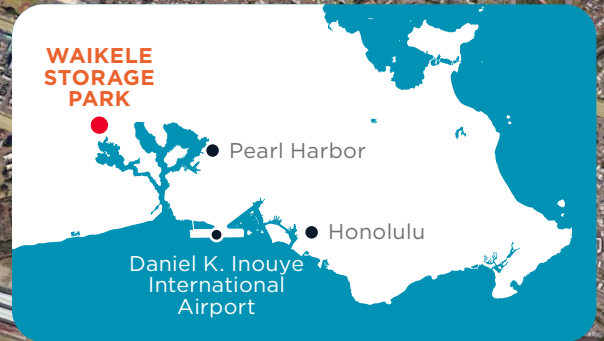 WAIKELE
STORAGE
PARK
Pearl Harbor
Honolulu
Daniel K. Inouye
International
Airport